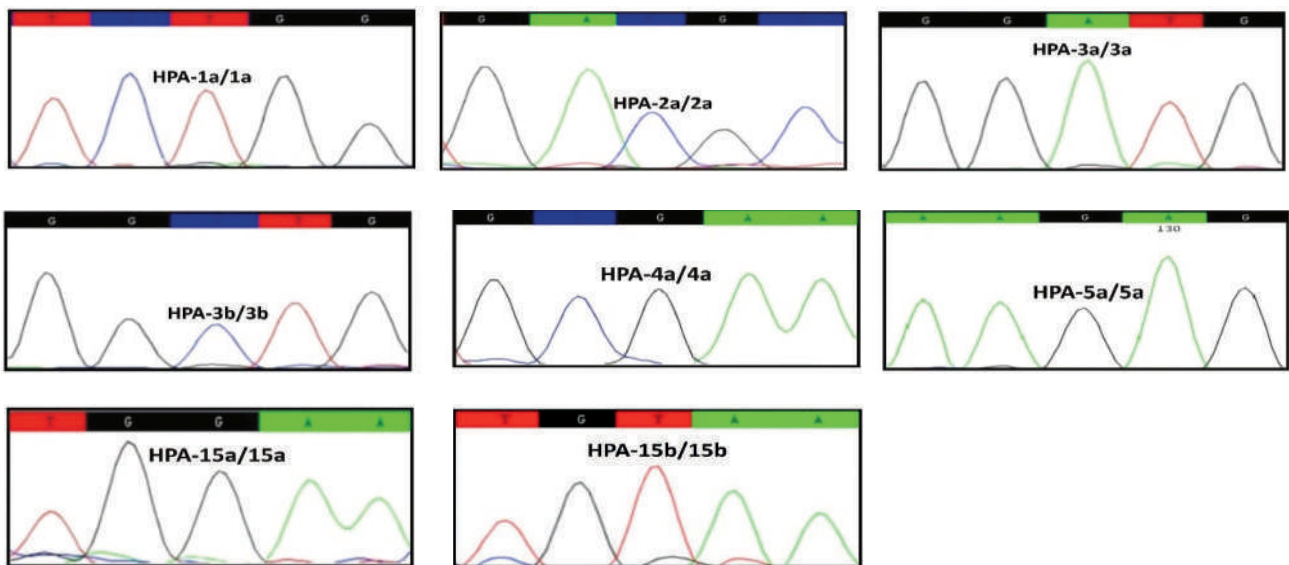 T T G G
HPA-1a/1a
G A G
HPA-2a/2a
G G A T G
HPA-3a/3a
G G T G
HPA-3b/3b
G G A A
HPA-4a/4a
A A G A G
130
HPA-5a/5a
T G G A A
HPA-15a/15a
T G T A A
HPA-15b/15b